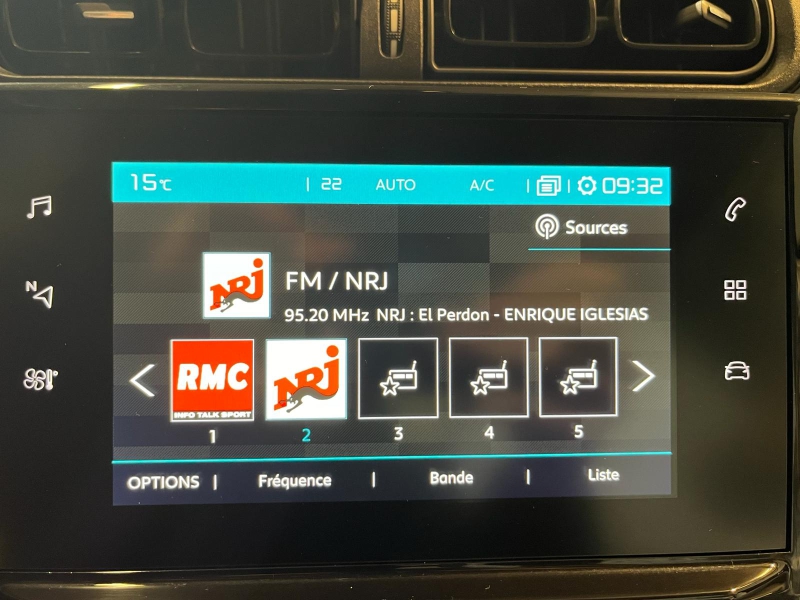 15°C | 22 AUTO A/C | | 09:32
Sources
NRJ
FM / NRJ
95.20 MHz NRJ : El Perdon - ENRIQUE IGLESIAS
N
RMC
INFO TALK SPORT
NRJ
1 2 3 4 5
OPTIONS | Fréquence | Bande | Liste